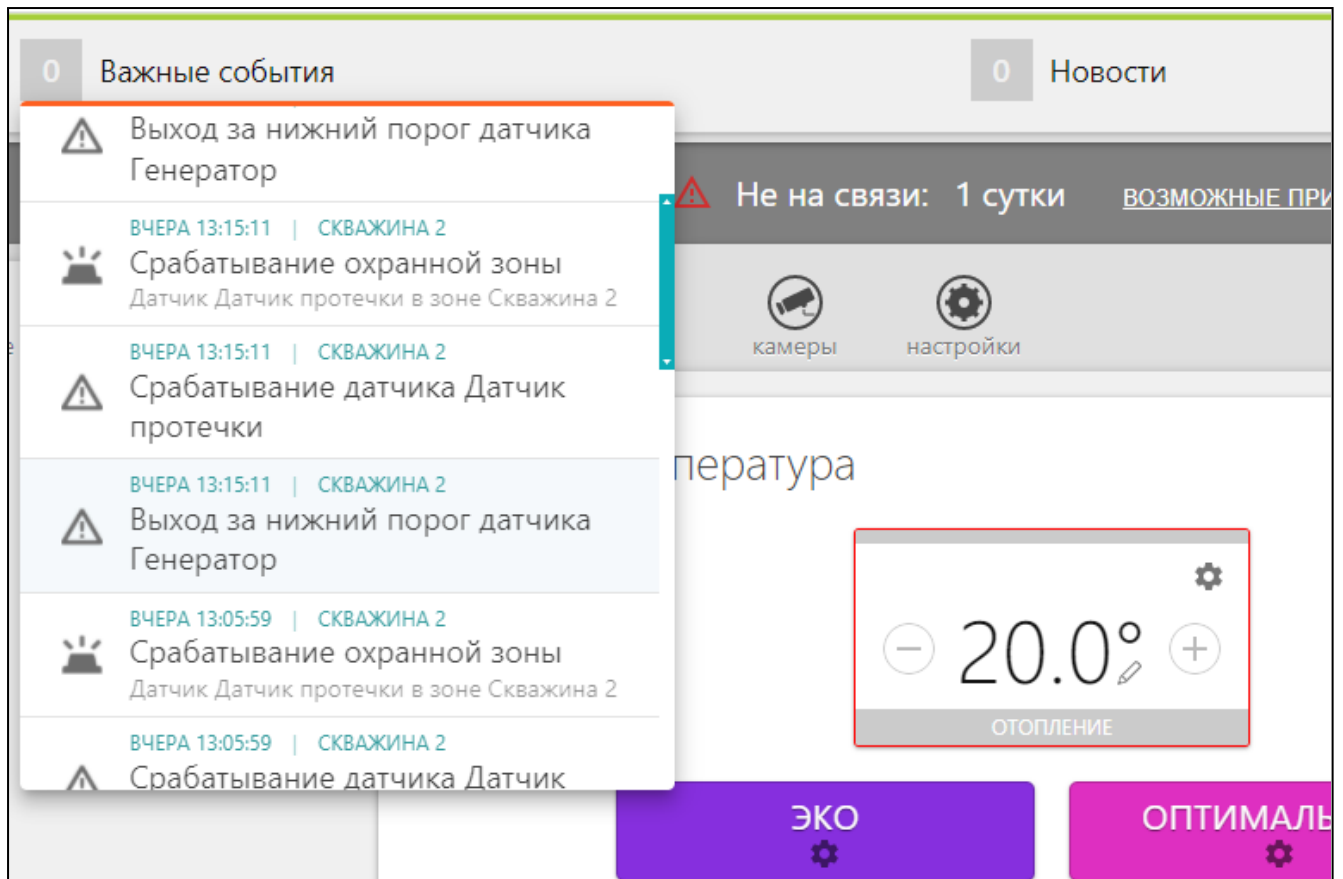 0 Важные события
0 Новости
Выход за нижний порог датчика
Генератор
ВЧЕРА 13:15:11 | СКВАЖИНА 2
Срабатывание охранной зоны
Датчик Датчик протечки в зоне Скважина 2
ВЧЕРА 13:15:11 | СКВАЖИНА 2
Срабатывание датчика Датчик
протечки
ВЧЕРА 13:15:11 | СКВАЖИНА 2
Выход за нижний порог датчика
Генератор
ВЧЕРА 13:05:59 | СКВАЖИНА 2
Срабатывание охранной зоны
Датчик Датчик протечки в зоне Скважина 2
ВЧЕРА 13:05:59 | СКВАЖИНА 2
Срабатывание датчика Датчик
Не на связи: 1 сутки ВОЗМОЖНЫЕ ПРИ
камеры
настройки
пература
20.0°
ОТОПЛЕНИЕ
ЭКО
ОПТИМАЛЬ